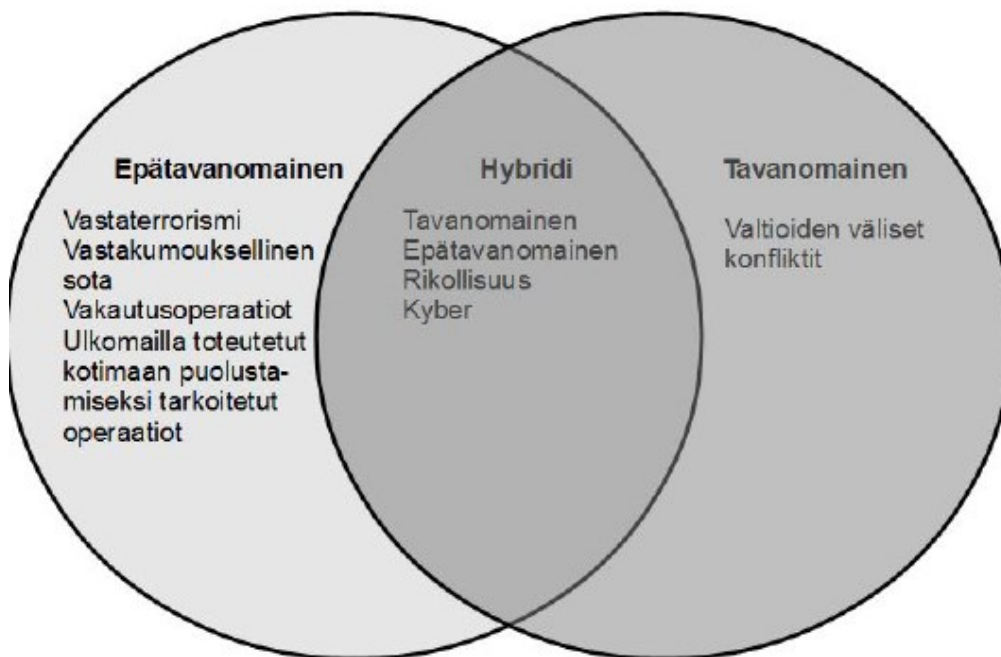 Epätavanomainen
Vastaterrorismi
Vastakumouksellinen
sota
Vakautusoperaatiot
Ulkomailla toteutetut
kotimaan puolusta-
miseksi tarkoitetut
operaatiot
Hybridi
Tavanomainen
Epätavanomainen
Rikollisuus
Kyber
Tavanomainen
Valtioiden väliset
konfliktit